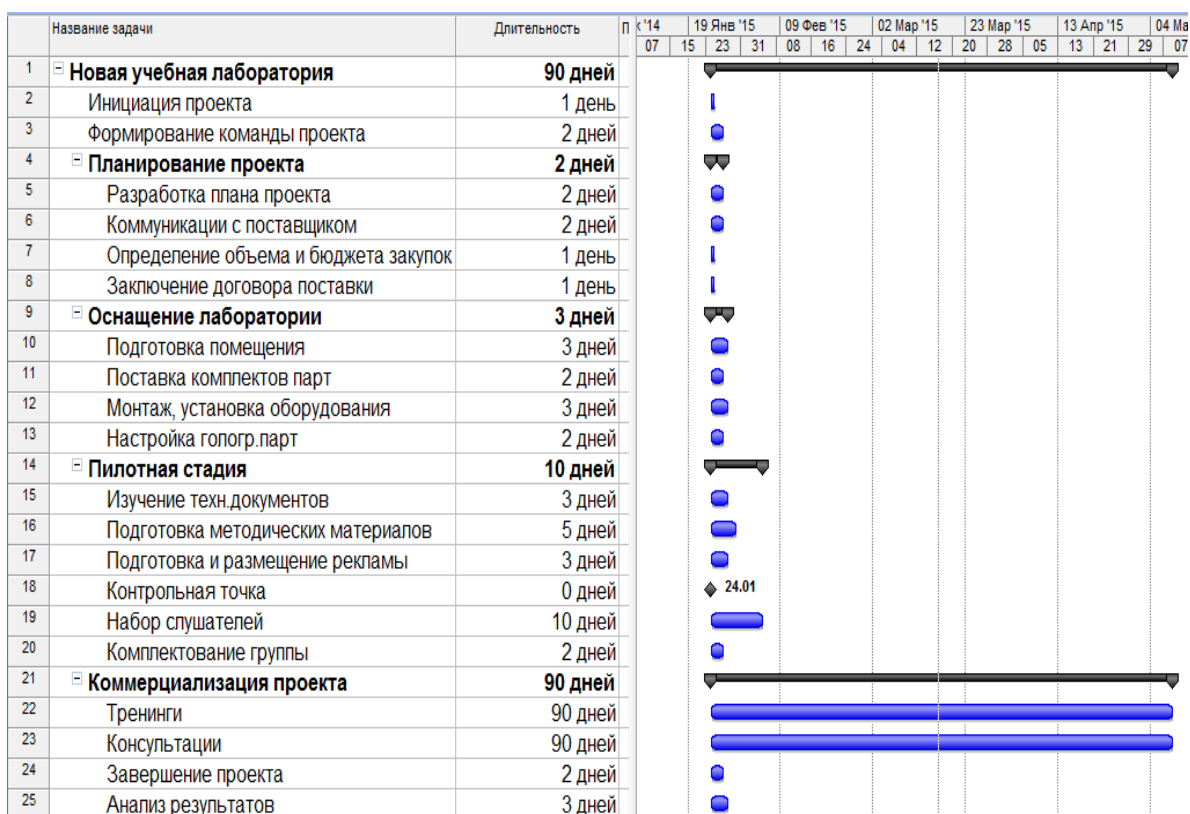 Название задачи Длительность П к '14 19 Янв '15 09 Фев '15 02 Мар '15 23 Мар '15 13 Апр '15 04 Ма
07 15 23 31 08 16 24 04 12 20 28 05 13 21 29 07
1 Новая учебная лаборатория 90 дней
2 Инициация проекта 1 день
3 Формирование команды проекта 2 дней
4 Планирование проекта 2 дней
5 Разработка плана проекта 2 дней
6 Коммуникации с поставщиком 2 дней
7 Определение объема и бюджета закупок 1 день
8 Заключение договора поставки 1 день
9 Оснащение лаборатории 3 дней
10 Подготовка помещения 3 дней
11 Поставка комплектов парт 2 дней
12 Монтаж, установка оборудования 3 дней
13 Настройка гологр.парт 2 дней
14 Пилотная стадия 10 дней
15 Изучение техн.документов 3 дней
16 Подготовка методических материалов 5 дней
17 Подготовка и размещение рекламы 3 дней
18 Контрольная точка 0 дней 24.01
19 Набор слушателей 10 дней
20 Комплектование группы 2 дней
21 Коммерциализация проекта 90 дней
22 Тренинги 90 дней
23 Консультации 90 дней
24 Завершение проекта 2 дней
25 Анализ результатов 3 дней